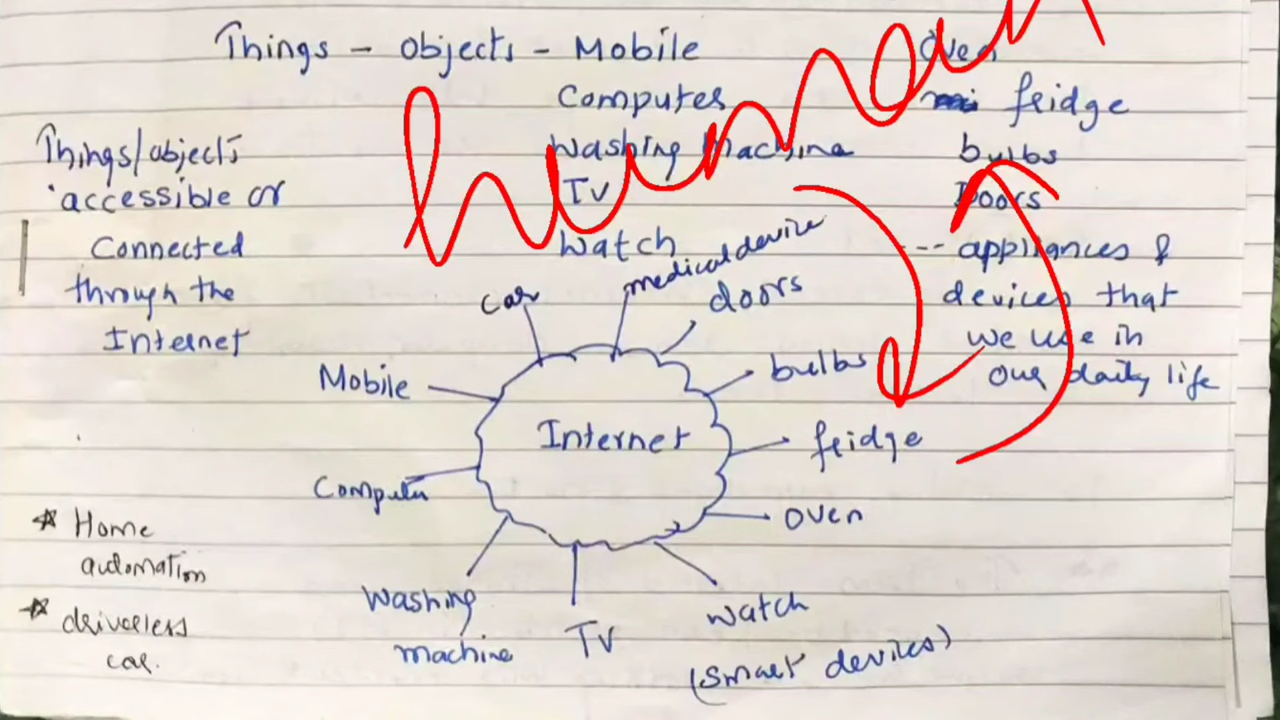 Things - Objects - Mobile
Computes
Washing Machine
TV
Watch
Oven
fridge
bulbs
Doors
--- appliances &
devices that
we use in
our daily life
Things/objects
accessible or
Connected
through the
Internet
human
car
medical device
doors
Mobile
bulbs
Internet
fridge
Computer
oven
Washing
machine
TV
watch
(smart devices)
* Home
automation
* driverless
car.